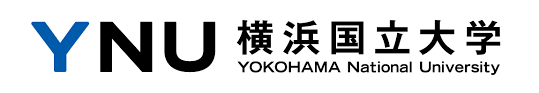 YNU 横浜国立大学
YOKOHAMA National University